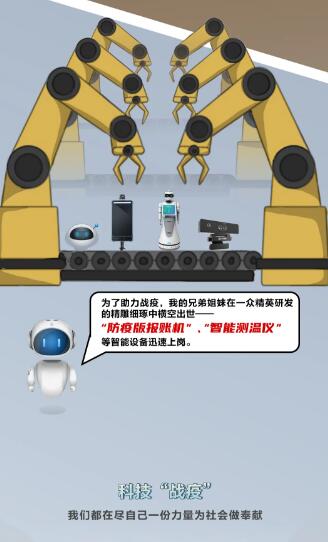 为了助力战疫，我的兄弟姐妹在一众精英研发
的精雕细琢中横空出世——
“防疫版报账机”、“智能测温仪”
等智能设备迅速上岗。
科技“战疫”
我们都在尽自己一份力量为社会做奉献